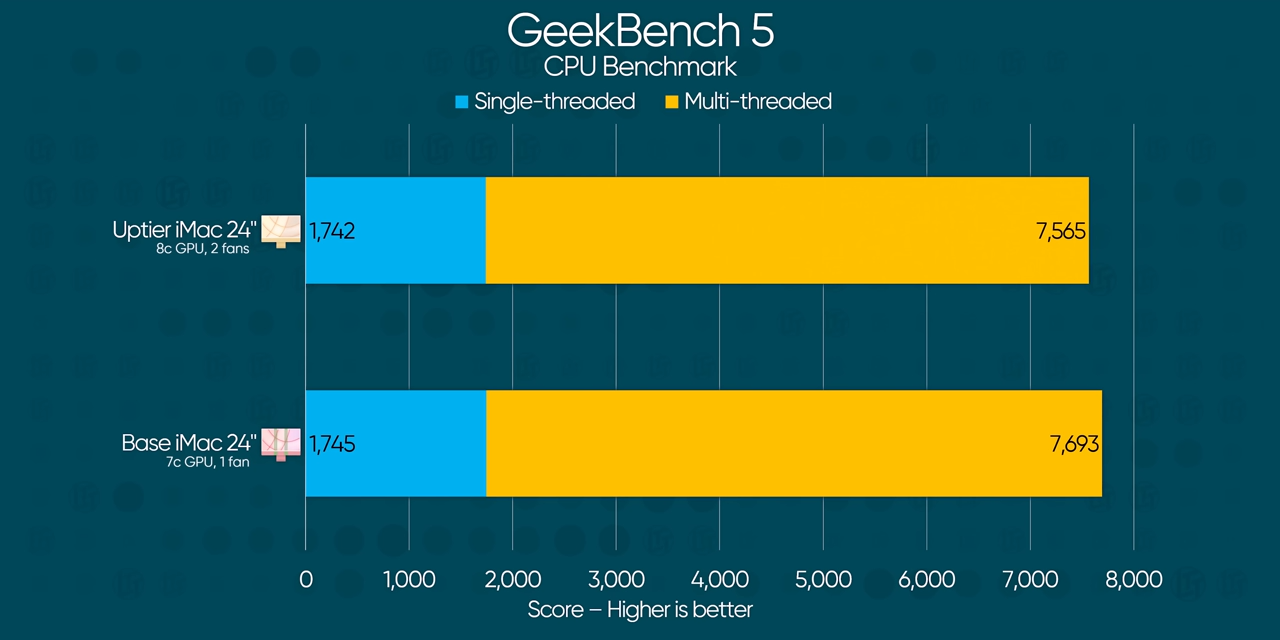 GeekBench 5
CPU Benchmark
Single-threaded Multi-threaded
Uptier iMac 24" 1,742 7,565
8c GPU, 2 fans
Base iMac 24" 1,745 7,693
7c GPU, 1 fan
0 1,000 2,000 3,000 4,000 5,000 6,000 7,000 8,000
Score – Higher is better